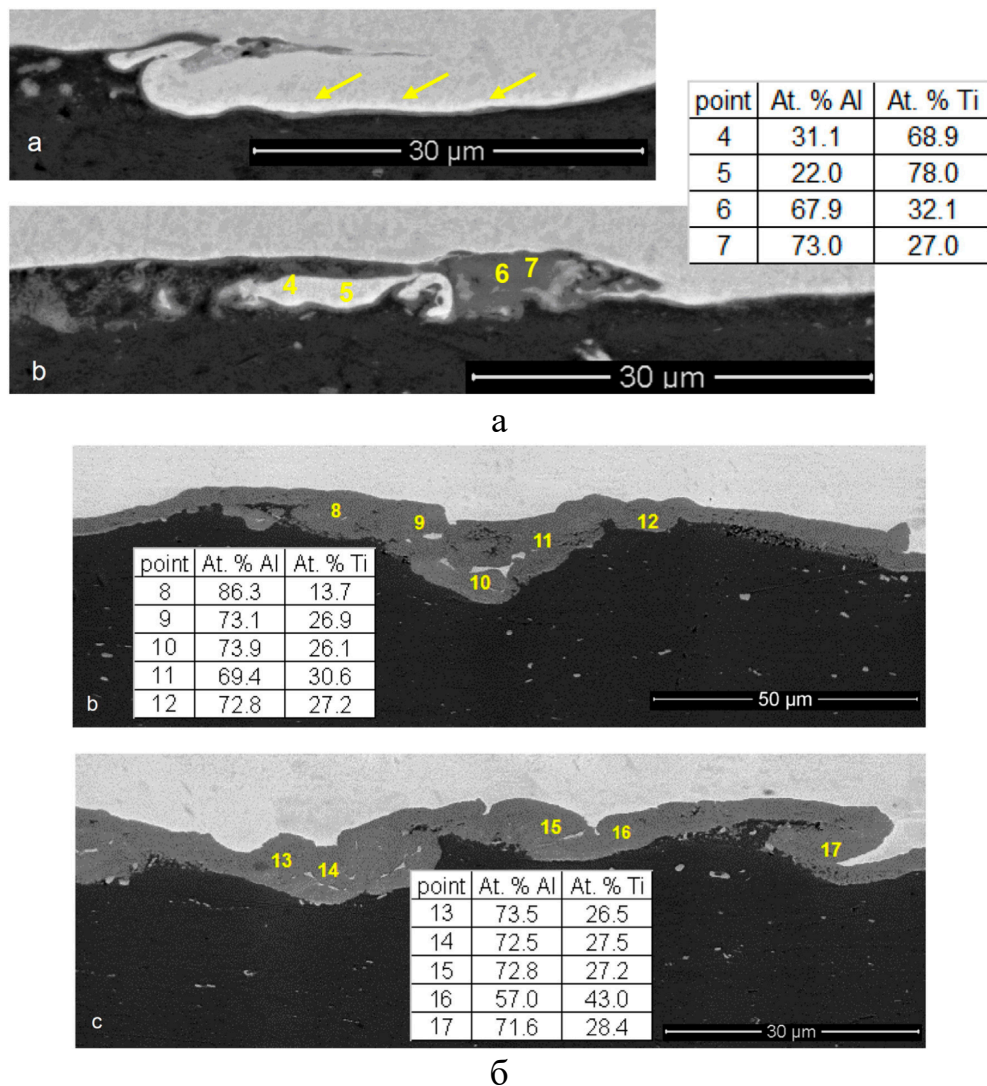 a
30 µm
point At. % Al At. % Ti
4 31.1 68.9
5 22.0 78.0
6 67.9 32.1
7 73.0 27.0
4 5 6 7
b
30 µm
а
8 9 10 11 12
point At. % Al At. % Ti
8 86.3 13.7
9 73.1 26.9
10 73.9 26.1
11 69.4 30.6
12 72.8 27.2
b
50 µm
13 14 15 16 17
point At. % Al At. % Ti
13 73.5 26.5
14 72.5 27.5
15 72.8 27.2
16 57.0 43.0
17 71.6 28.4
c
30 µm
б